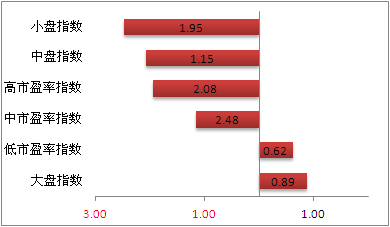 小盘指数 1.95
中盘指数 1.15
高市盈率指数 2.08
中市盈率指数 2.48
低市盈率指数 0.62
大盘指数 0.89
3.00 1.00 1.00